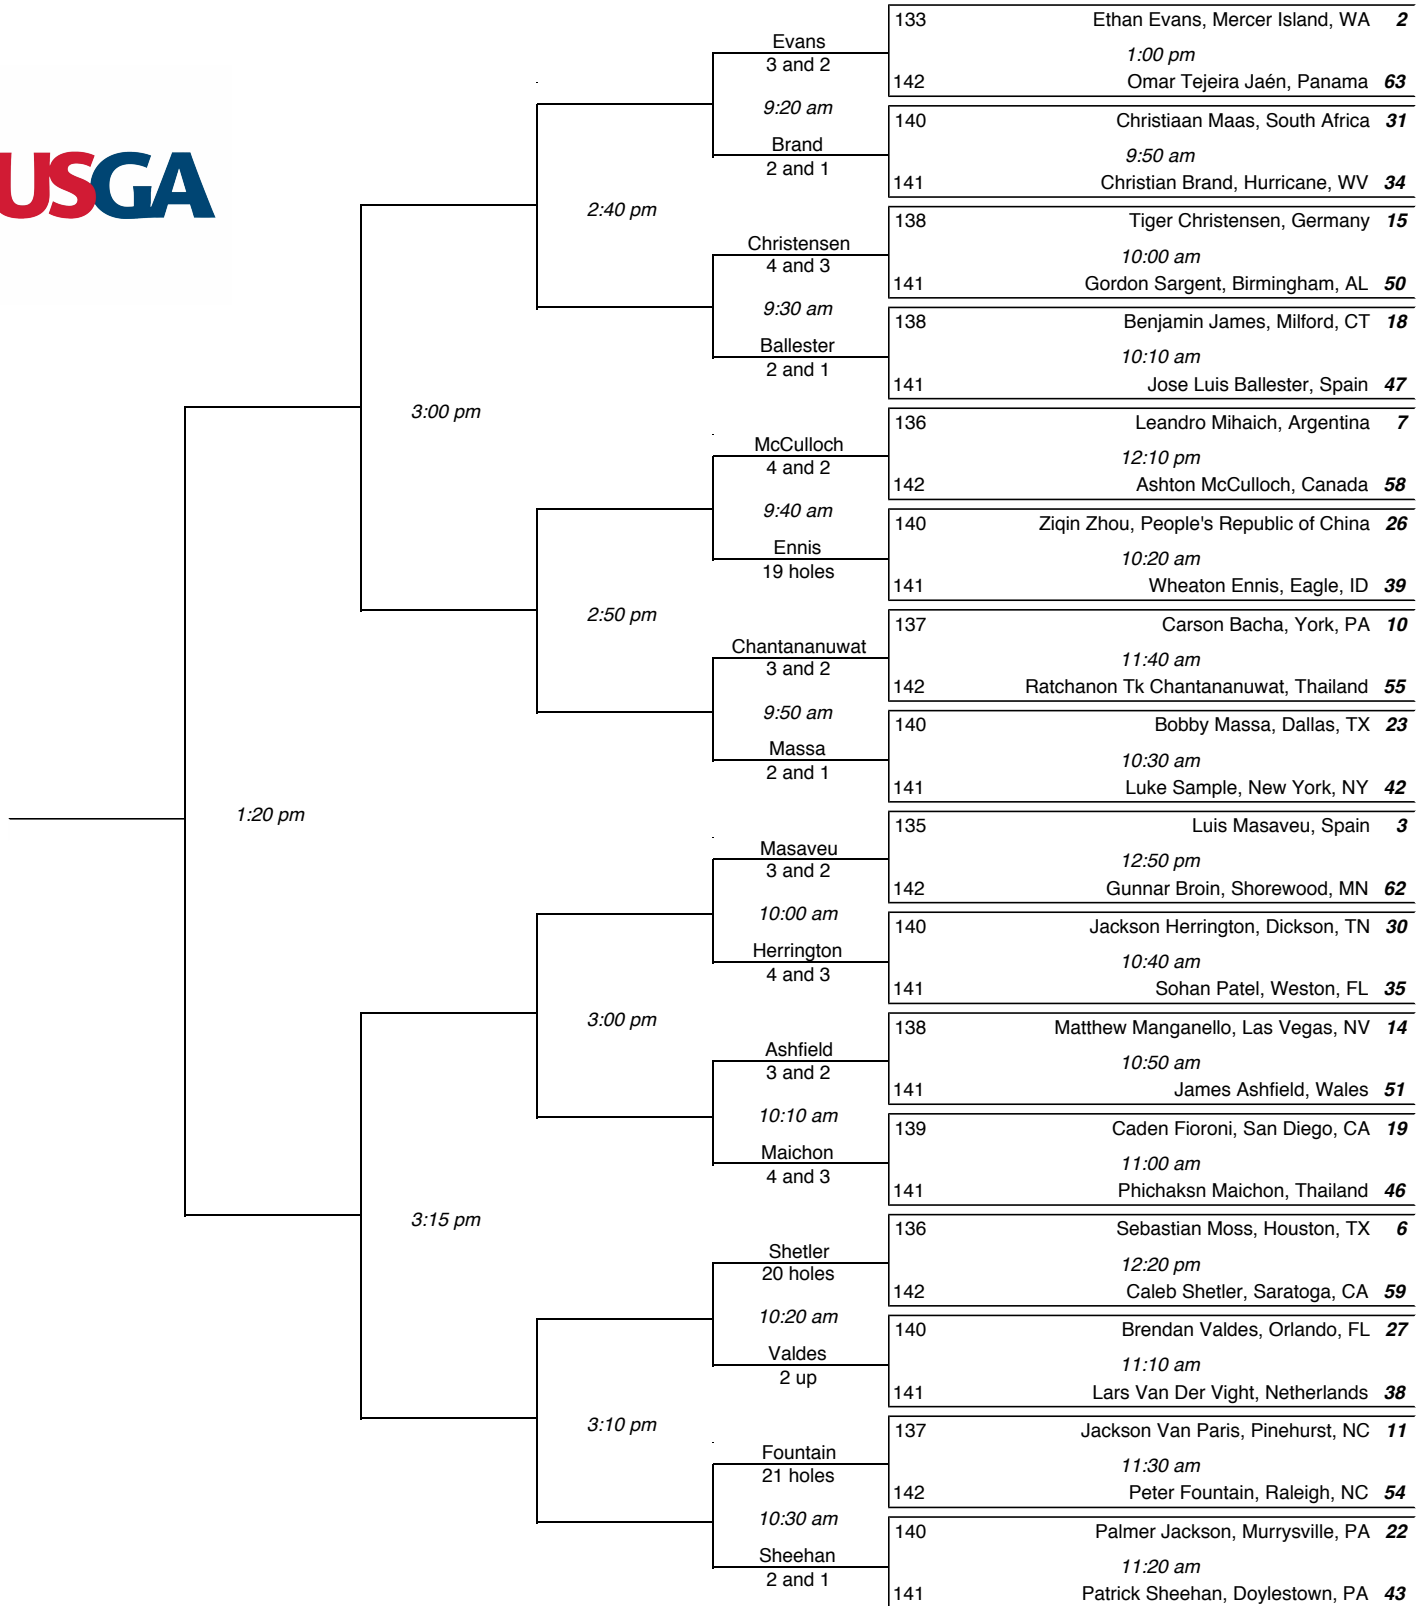 USGA
133 Ethan Evans, Mercer Island, WA 2
1:00 pm
142 Omar Tejeira Jaén, Panama 63
Evans
3 and 2
9:20 am
140 Christiaan Maas, South Africa 31
9:50 am
141 Christian Brand, Hurricane, WV 34
Brand
2 and 1
2:40 pm
138 Tiger Christensen, Germany 15
10:00 am
141 Gordon Sargent, Birmingham, AL 50
Christensen
4 and 3
9:30 am
138 Benjamin James, Milford, CT 18
10:10 am
141 Jose Luis Ballester, Spain 47
Ballester
2 and 1
3:00 pm
136 Leandro Mihaich, Argentina 7
12:10 pm
142 Ashton McCulloch, Canada 58
McCulloch
4 and 2
9:40 am
140 Ziqin Zhou, People's Republic of China 26
10:20 am
141 Wheaton Ennis, Eagle, ID 39
Ennis
19 holes
2:50 pm
137 Carson Bacha, York, PA 10
11:40 am
142 Ratchanon Tk Chantananuwat, Thailand 55
Chantananuwat
3 and 2
9:50 am
140 Bobby Massa, Dallas, TX 23
10:30 am
141 Luke Sample, New York, NY 42
Massa
2 and 1
1:20 pm
135 Luis Masaveu, Spain 3
12:50 pm
142 Gunnar Broin, Shorewood, MN 62
Masaveu
3 and 2
10:00 am
140 Jackson Herrington, Dickson, TN 30
10:40 am
141 Sohan Patel, Weston, FL 35
Herrington
4 and 3
3:00 pm
138 Matthew Manganello, Las Vegas, NV 14
10:50 am
141 James Ashfield, Wales 51
Ashfield
3 and 2
10:10 am
139 Caden Fioroni, San Diego, CA 19
11:00 am
141 Phichaksn Maichon, Thailand 46
Maichon
4 and 3
3:15 pm
136 Sebastian Moss, Houston, TX 6
12:20 pm
142 Caleb Shetler, Saratoga, CA 59
Shetler
20 holes
10:20 am
140 Brendan Valdes, Orlando, FL 27
11:10 am
141 Lars Van Der Vight, Netherlands 38
Valdes
2 up
3:10 pm
137 Jackson Van Paris, Pinehurst, NC 11
11:30 am
142 Peter Fountain, Raleigh, NC 54
Fountain
21 holes
10:30 am
140 Palmer Jackson, Murrysville, PA 22
11:20 am
141 Patrick Sheehan, Doylestown, PA 43
Sheehan
2 and 1